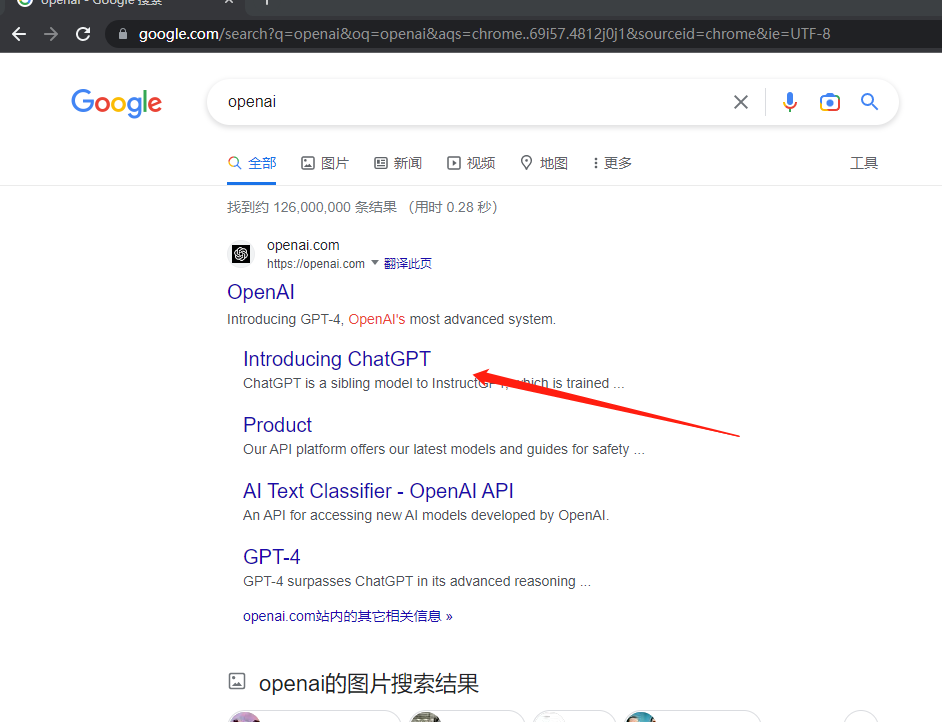 openai - Google 搜索
google.com/search?q=openai&oq=openai&aqs=chrome..69i57.4812j0j1&sourceid=chrome&ie=UTF-8
Google
openai
全部 图片 新闻 视频 地图 更多 工具
找到约 126,000,000 条结果 （用时 0.28 秒）
openai.com
https://openai.com 翻译此页
OpenAI
Introducing GPT-4, OpenAI's most advanced system.
Introducing ChatGPT
ChatGPT is a sibling model to InstructGPT, which is trained ...
Product
Our API platform offers our latest models and guides for safety ...
AI Text Classifier - OpenAI API
An API for accessing new AI models developed by OpenAI.
GPT-4
GPT-4 surpasses ChatGPT in its advanced reasoning ...
openai.com站内的其它相关信息 »
openai的图片搜索结果